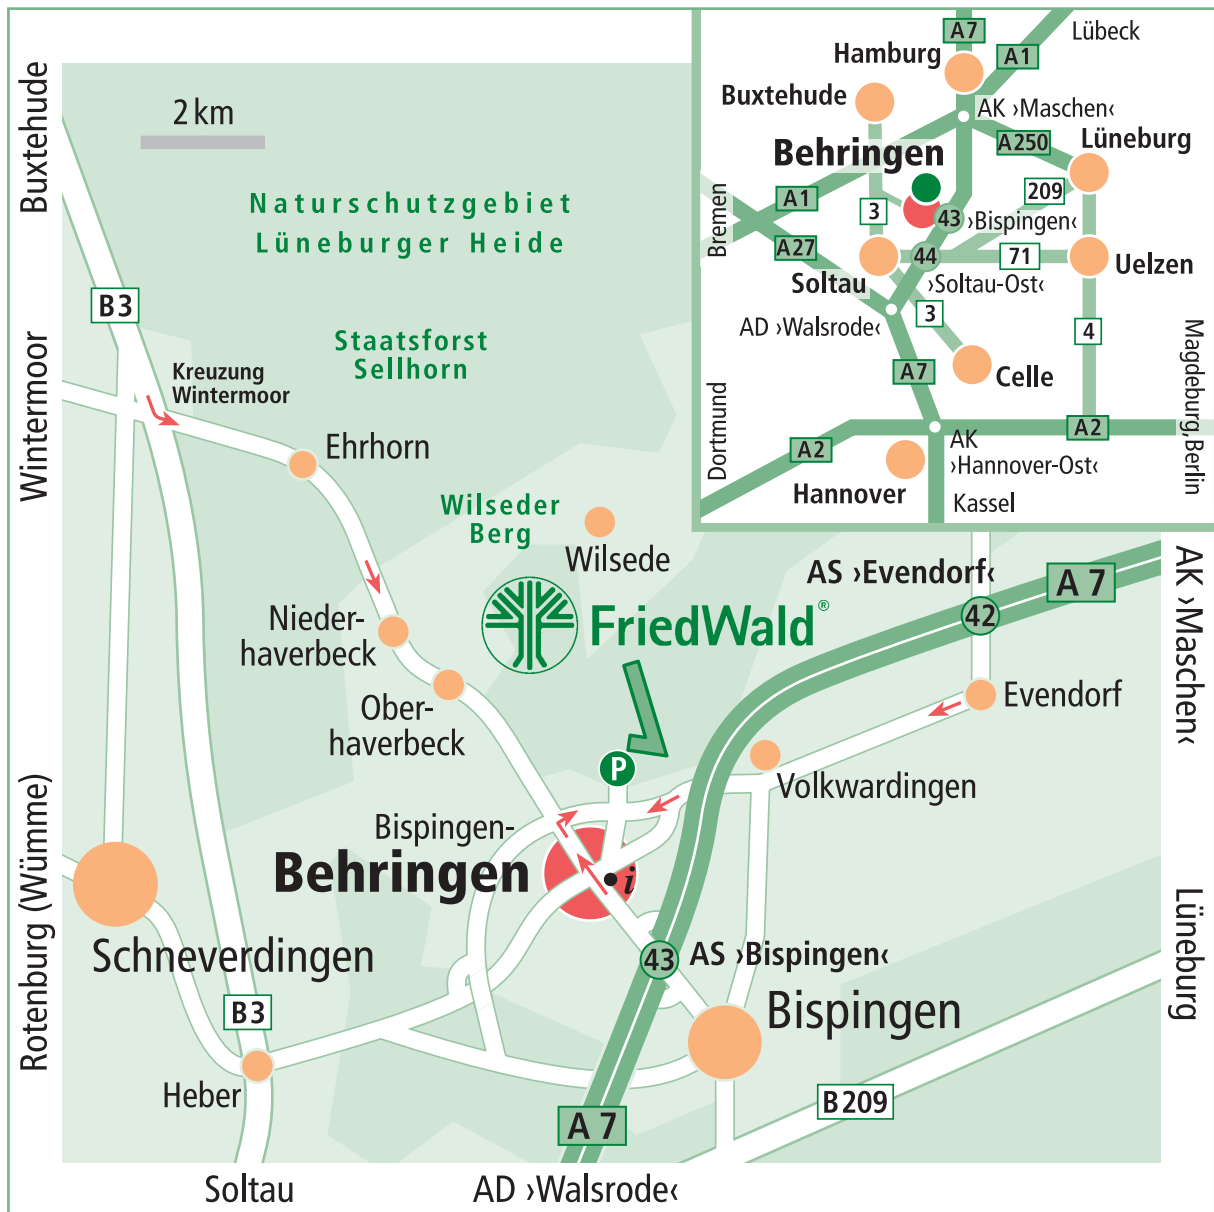 Buxtehude
Wintermoor
Rotenburg (Wümme)
2 km
Naturschutzgebiet
Lüneburger Heide
B3
Staatsforst
Sellhorn
Kreuzung
Wintermoor
Ehrhorn
Wilseder
Berg
Wilsede
FriedWald®
Nieder-
haverbeck
Ober-
haverbeck
P
Bispingen-
Behringen
i
Schneverdingen
B3
Heber
Soltau
AS ›Evendorf‹
42
A 7
Evendorf
Volkwardingen
43
AS ›Bispingen‹
Bispingen
B 209
A 7
AD ›Walsrode‹
AK ›Maschen‹
Lüneburg
A7
Lübeck
Hamburg
A1
Buxtehude
AK ›Maschen‹
A250
Lüneburg
Behringen
A1
3
209
43
›Bispingen‹
Bremen
A27
44
71
Uelzen
Soltau
›Soltau-Ost‹
3
AD ›Walsrode‹
4
A7
Celle
Magdeburg, Berlin
Dortmund
A2
A2
AK
›Hannover-Ost‹
Hannover
Kassel